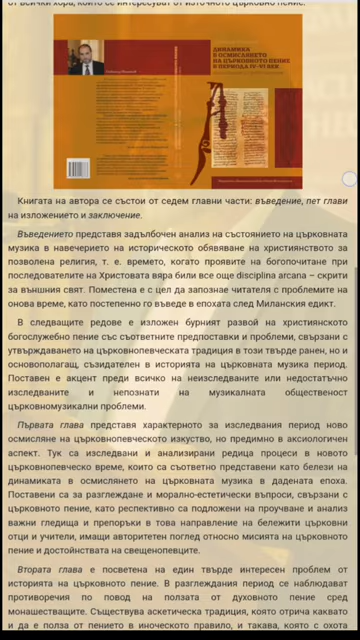 от всички хора, които се интересуват от източното църковно пение.
ДИНАМИКА
В ОСМИСЛЯНЕТО
НА ЦЪРКОВНОТО ПЕНИЕ
В ПЕРИОДА IV–VI ВЕК
Книгата на автора се състои от седем главни части: въведение, пет глави
на изложението и заключение.
Въведението представя задълбочен анализ на състоянието на църковната
музика в навечерието на историческото обявяване на християнството за
позволена религия, т. е. времето, когато проявите на богопочитане при
последователите на Христовата вяра били все още disciplina arcana – скрити
за външния свят. Поместена е с цел да запознае читателя с проблемите на
онова време, като постепенно го въведе в епохата след Миланския едикт.
В следващите редове е изложен бурният развой на християнското
богослужебно пение със съответните предпоставки и проблеми, свързани с
утвърждаването на църковнопевческата традиция в този твърде ранен, но и
основополагащ, съзидателен в историята на църковната музика период.
Поставен е акцент преди всичко на неизследваните или недостатъчно
изследваните и непознати на музикалната общественост
църковномузикални проблеми.
Първата глава представя характерното за изследвания период ново
осмисляне на църковнопевческото изкуство, но предимно в аксиологичен
аспект. Тук са изследвани и анализирани редица процеси в новото
църковнопевческо време, които са съответно представени като белези на
динамиката в осмислянето на църковната музика в дадената епоха.
Поставени са за разглеждане и морално-естетически въпроси, свързани с
църковното пение, като респективно са подложени на проучване и анализ
важни гледища и препоръки в това направление на бележити църковни
отци и учители, имащи авторитетен поглед относно мисията на църковното
пение и достойнствата на свещенопевците.
Втората глава е посветена на един твърде интересен проблем от
историята на църковното пение. В разглеждания период се наблюдават
противоречия по повод на ползата от духовното пение сред
монашестващите. Съществува аскетическа традиция, която отрича каквато
и да е полза от пението в иноческото правило, и такава, която с охота